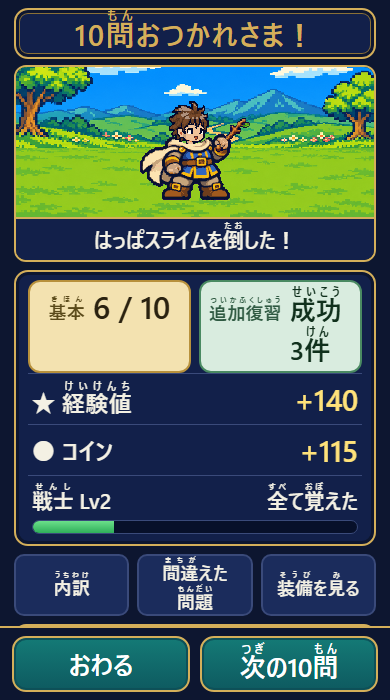 10問おつかれさま！
はっぱスライムを倒した！
基本 6 / 10
追加復習 成功
3件
★ 経験値 +140
● コイン +115
戦士 Lv2 全て覚えた
内訳
間違えた
問題
装備を見る
おわる
次の10問